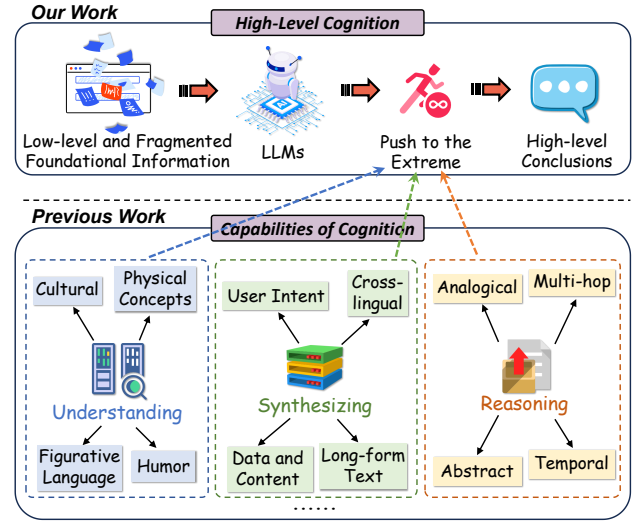 Our Work
High-Level Cognition
Low-level and Fragmented
Foundational Information
LLMs
Push to the
Extreme
High-level
Conclusions
Previous Work
Capabilities of Cognition
Cultural
Physical
Concepts
Understanding
Figurative
Language
Humor
User Intent
Cross-
lingual
Synthesizing
Data and
Content
Long-form
Text
Analogical
Multi-hop
Reasoning
Abstract
Temporal
......